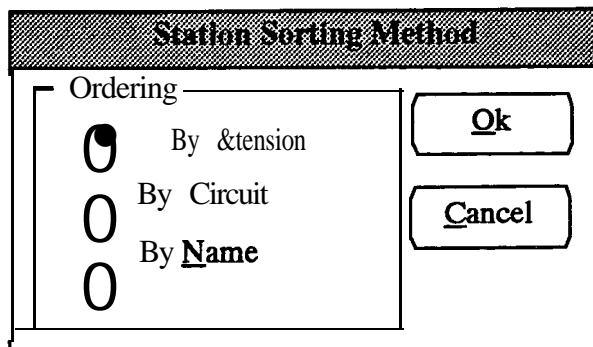 Station Sorting Method
Ordering
By &tension
By Circuit
By Name
Ok
Cancel